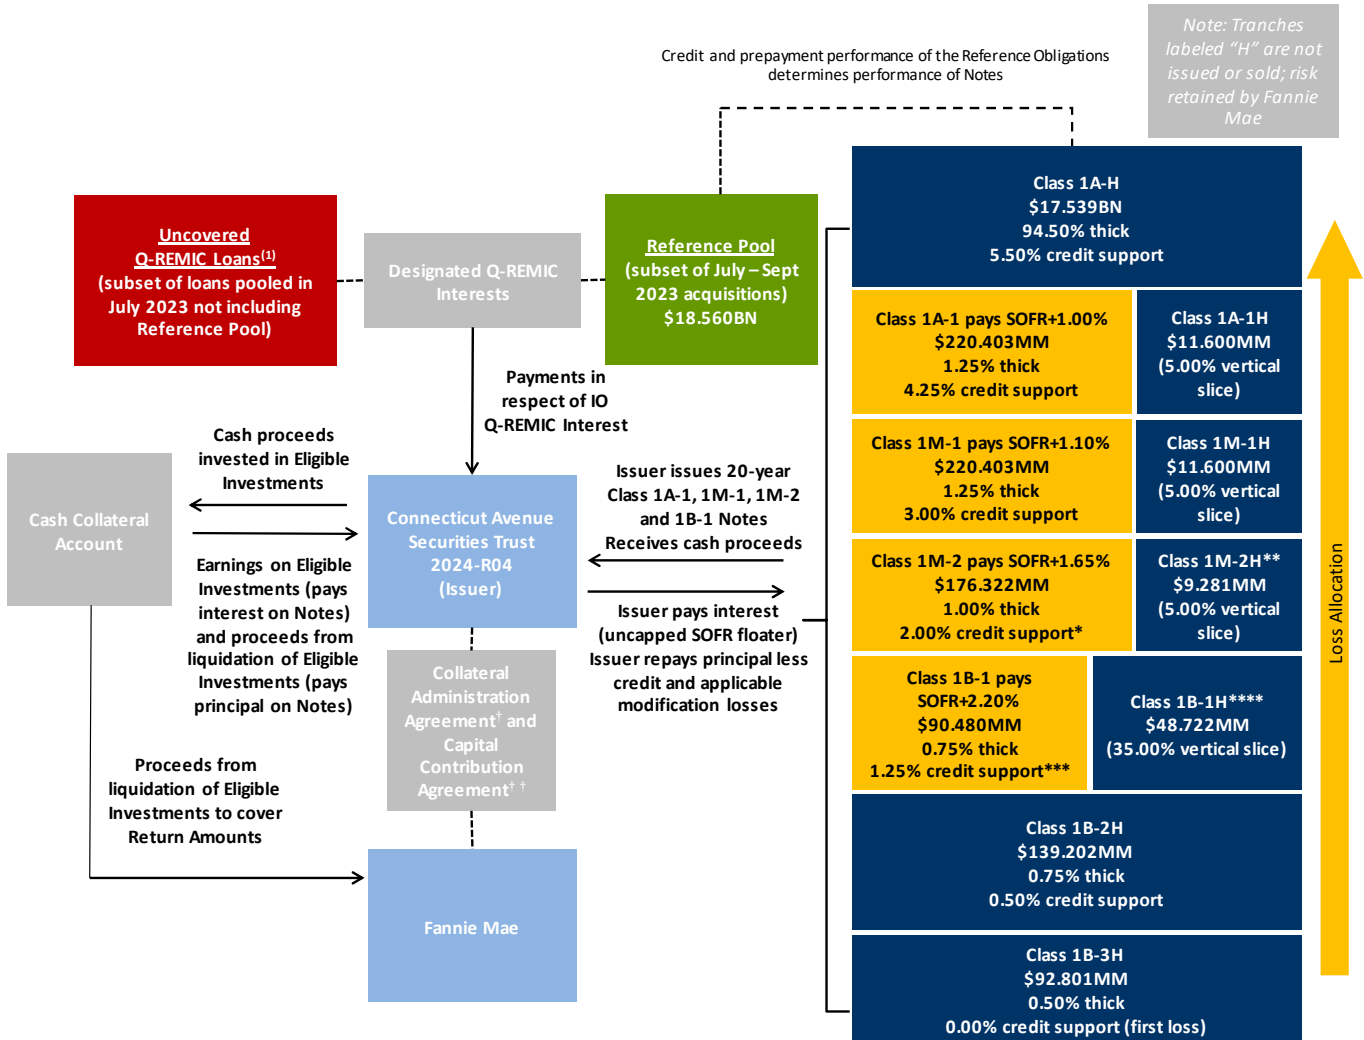 Note: Tranches
labeled “H” are not
issued or sold; risk
retained by Fannie
Mae
Credit and prepayment performance of the Reference Obligations
determines performance of Notes
Uncovered
Q-REMIC Loans(1)
(subset of loans pooled in
July 2023 not including
Reference Pool)
Designated Q-REMIC
Interests
Reference Pool
(subset of July – Sept
2023 acquisitions)
$18.560BN
Payments in
respect of IO
Q-REMIC Interest
Cash proceeds
invested in Eligible
Investments
Cash Collateral
Account
Earnings on Eligible
Investments (pays
interest on Notes)
and proceeds from
liquidation of Eligible
Investments (pays
principal on Notes)
Connecticut Avenue
Securities Trust
2024-R04
(Issuer)
Issuer issues 20-year
Class 1A-1, 1M-1, 1M-2
and 1B-1 Notes
Receives cash proceeds
Issuer pays interest
(uncapped SOFR floater)
Issuer repays principal less
credit and applicable
modification losses
Collateral
Administration
Agreement† and
Capital
Contribution
Agreement† †
Proceeds from
liquidation of Eligible
Investments to cover
Return Amounts
Fannie Mae
Class 1A-H
$17.539BN
94.50% thick
5.50% credit support
Class 1A-1 pays SOFR+1.00%
$220.403MM
1.25% thick
4.25% credit support
Class 1A-1H
$11.600MM
(5.00% vertical
slice)
Class 1M-1 pays SOFR+1.10%
$220.403MM
1.25% thick
3.00% credit support
Class 1M-1H
$11.600MM
(5.00% vertical
slice)
Class 1M-2 pays SOFR+1.65%
$176.322MM
1.00% thick
2.00% credit support*
Class 1M-2H**
$9.281MM
(5.00% vertical
slice)
Class 1B-1 pays
SOFR+2.20%
$90.480MM
0.75% thick
1.25% credit support***
Class 1B-1H****
$48.722MM
(35.00% vertical slice)
Class 1B-2H
$139.202MM
0.75% thick
0.50% credit support
Class 1B-3H
$92.801MM
0.50% thick
0.00% credit support (first loss)
Loss Allocation